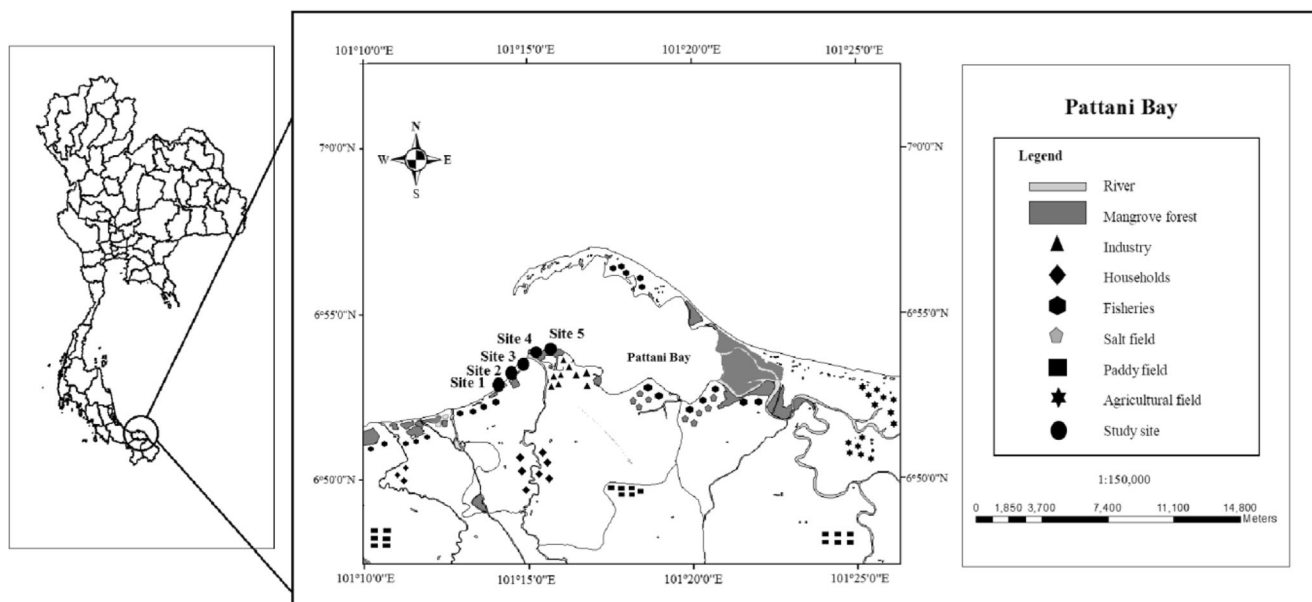 101°10'0"E 101°15'0"E 101°20'0"E 101°25'0"E
7°0'0"N 7°0'0"N
6°55'0"N 6°55'0"N
6°50'0"N 6°50'0"N
101°10'0"E 101°15'0"E 101°20'0"E 101°25'0"E
N
W E
S
Site 4 Site 5
Site 3
Site 2
Site 1
Pattani Bay
Pattani Bay
Legend
River
Mangrove forest
Industry
Households
Fisheries
Salt field
Paddy field
Agricultural field
Study site
1:150,000
0 1,850 3,700 7,400 11,100 14,800
Meters